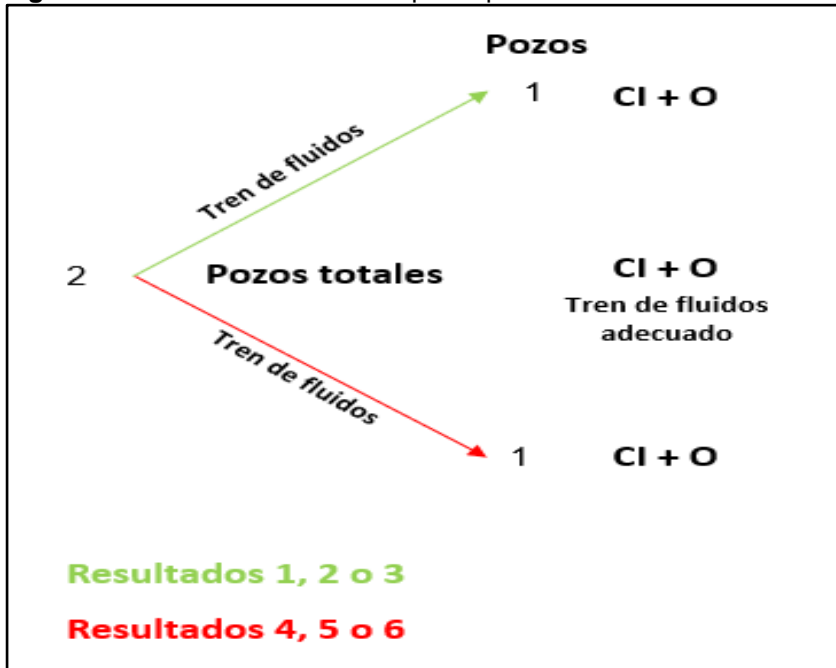 Pozos
1 CI + O
Tren de fluidos
2 Pozos totales CI + O
Tren de fluidos
adecuado
Tren de fluidos
1 CI + O
Resultados 1, 2 o 3
Resultados 4, 5 o 6